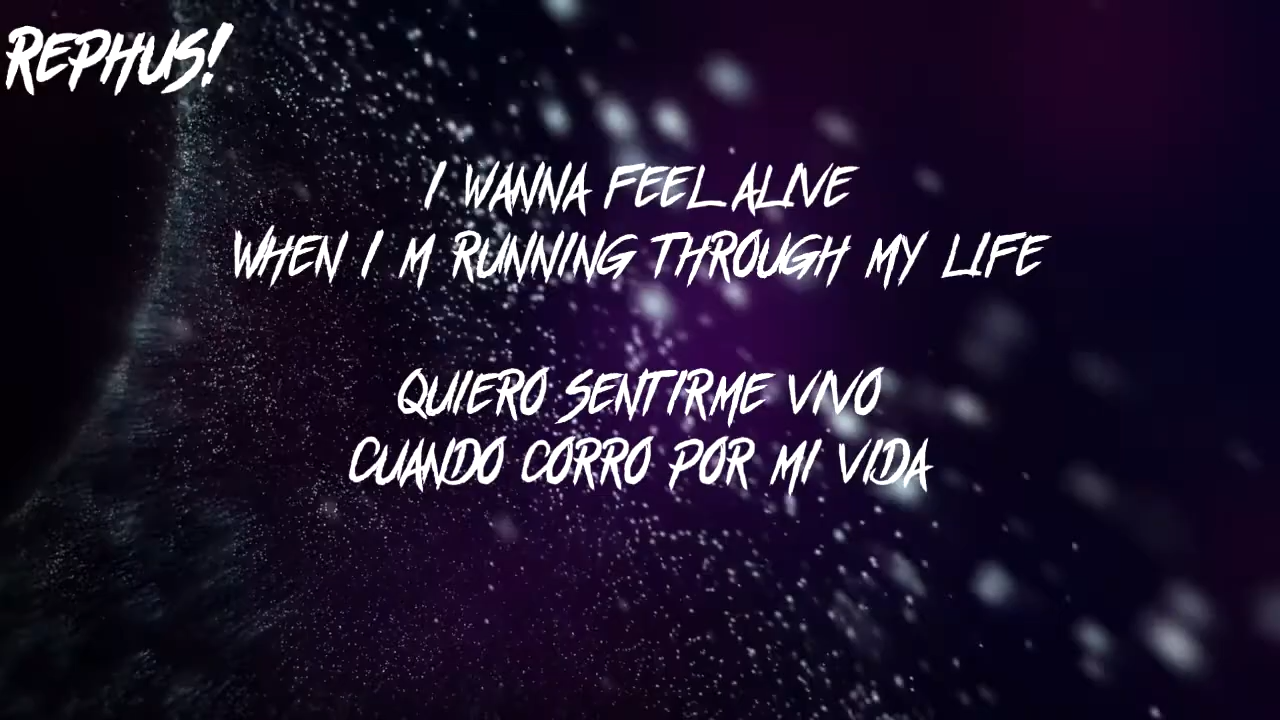 REPHUS!
I WANNA FEEL ALIVE
WHEN I M RUNNING THROUGH MY LIFE
QUIERO SENTIRME VIVO
CUANDO CORRO POR MI VIDA